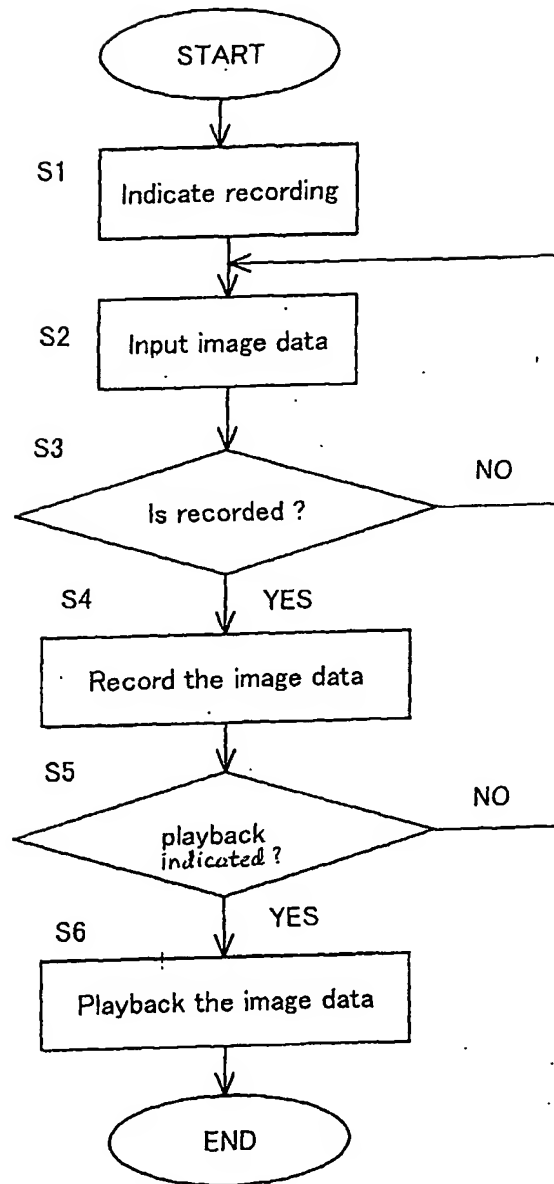 START
S1
Indicate recording
S2
Input image data
S3
Is recorded ?
NO
S4
YES
Record the image data
S5
playback
indicated ?
NO
YES
S6
Playback the image data
END